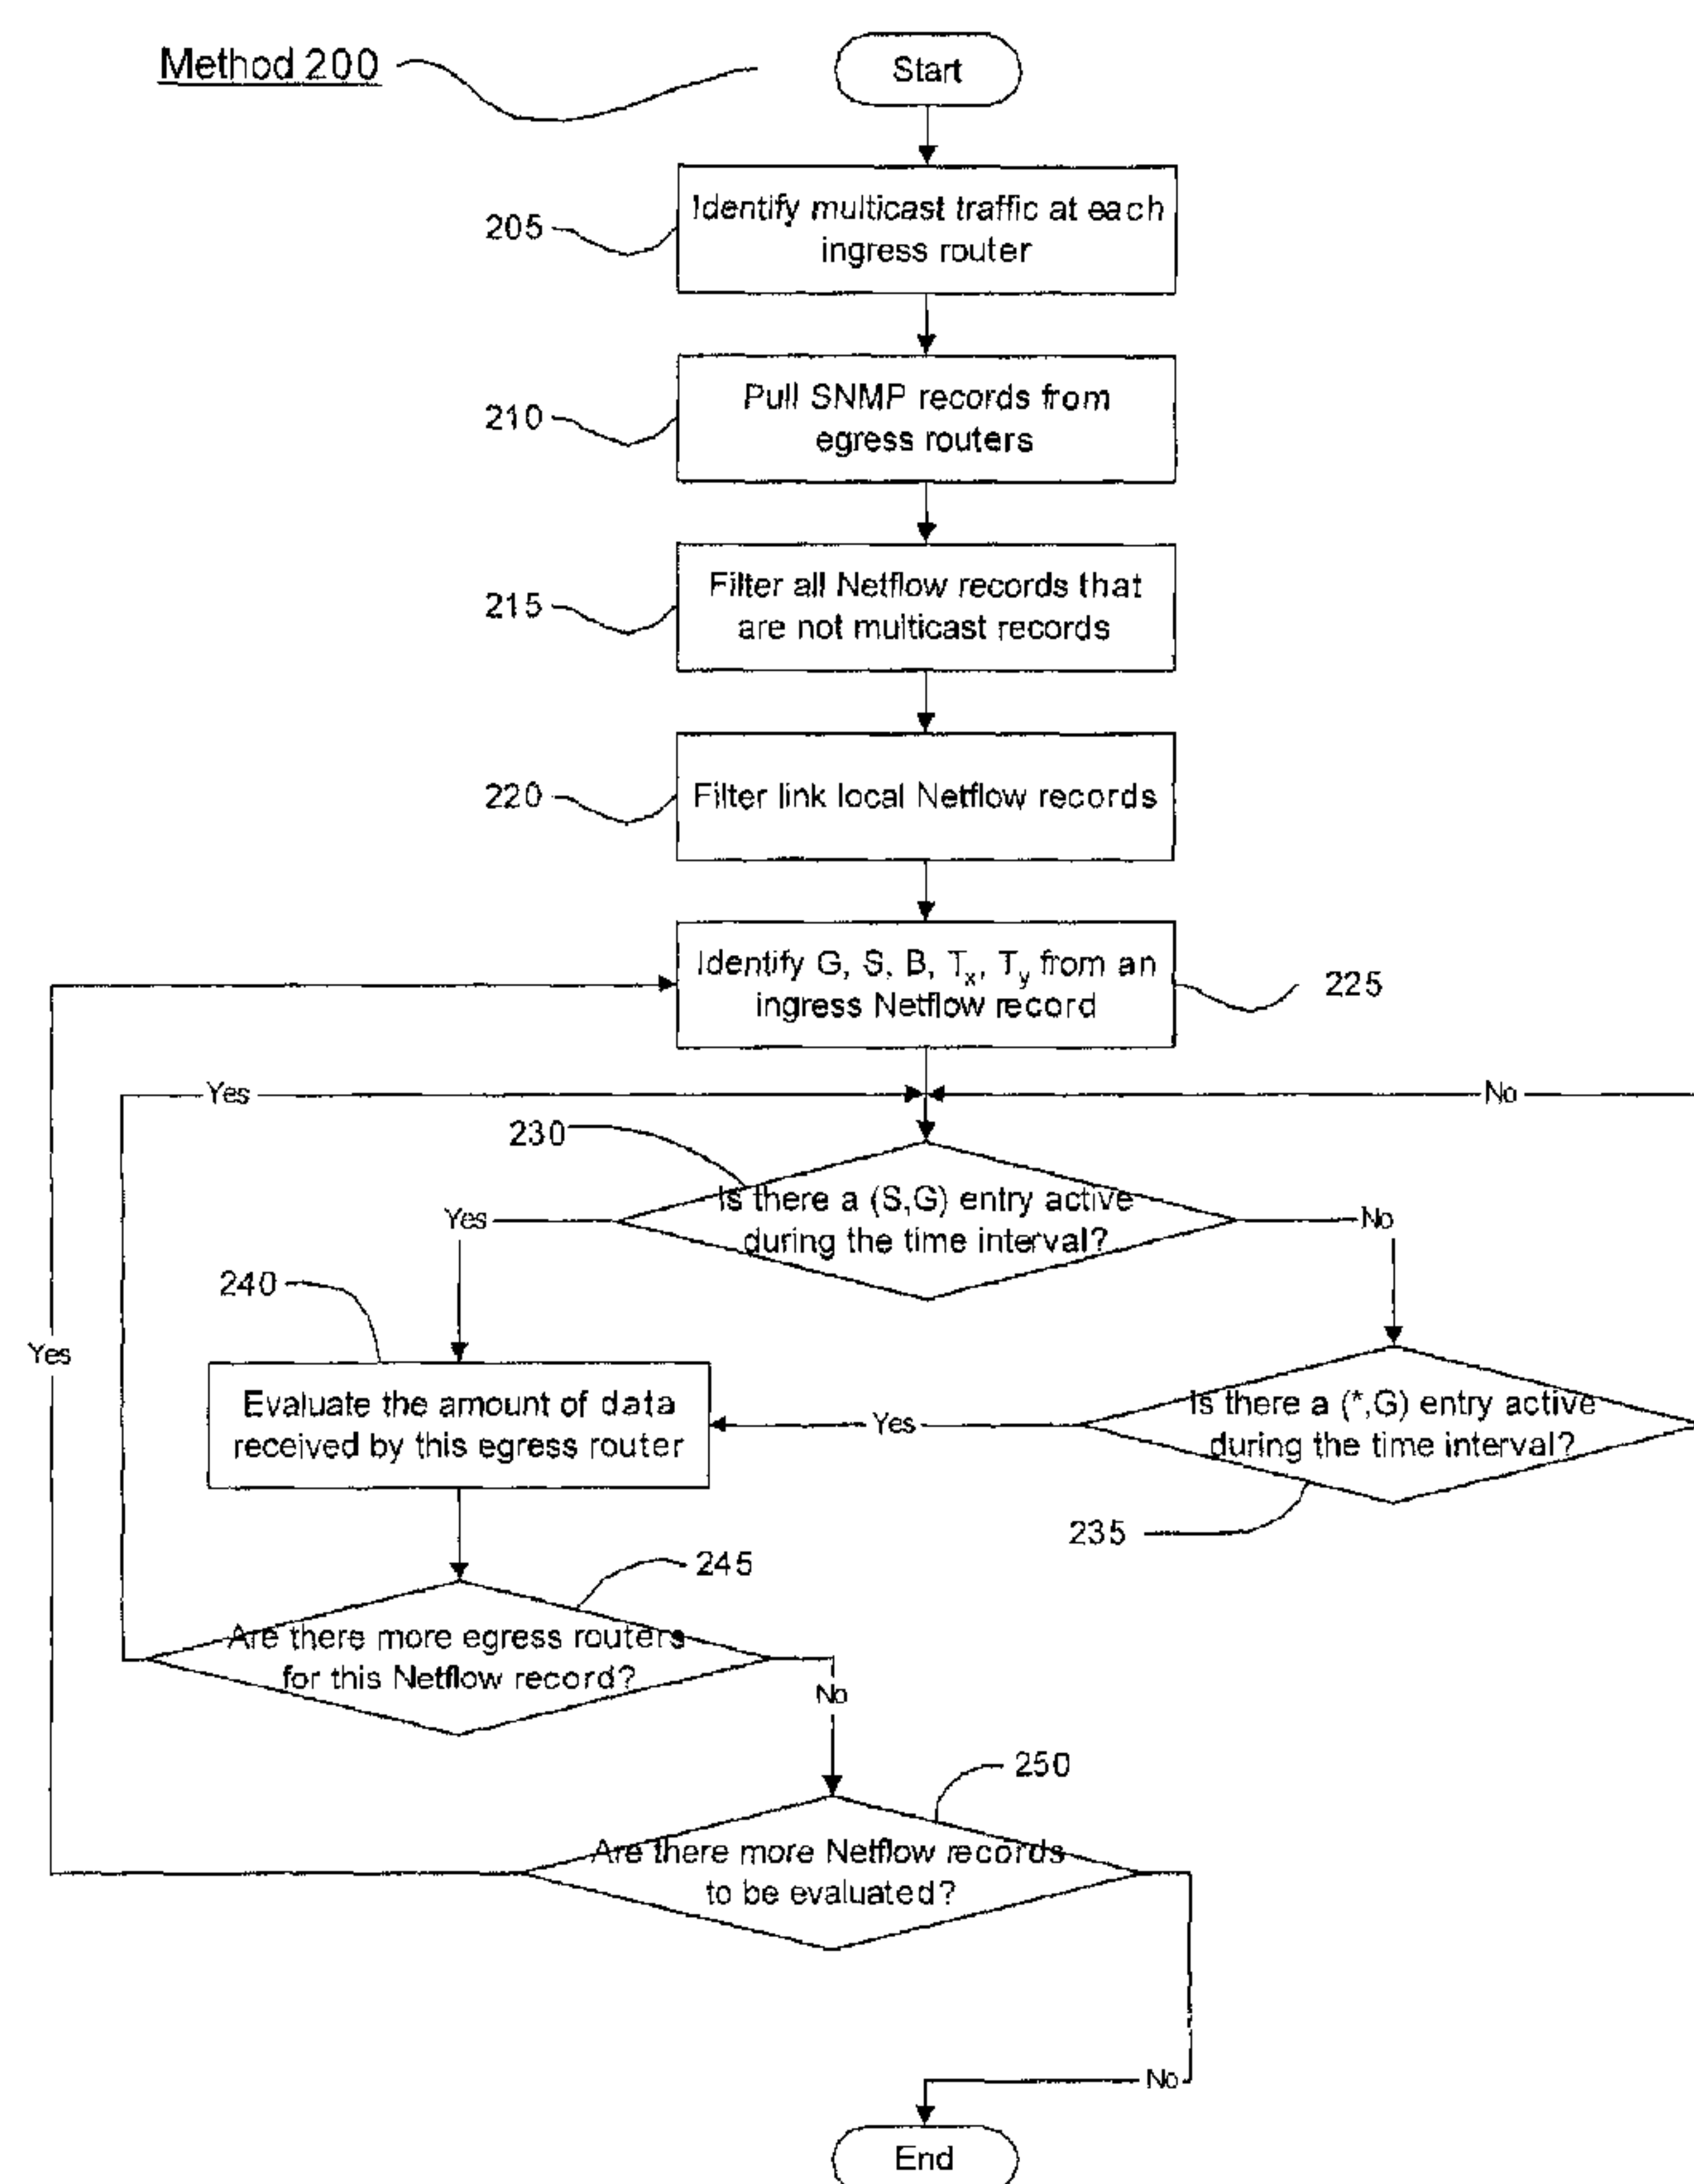 Method 200
Start
205
Identify multicast traffic at each
ingress router
210
Pull SNMP records from
egress routers
215
Filter all Netflow records that
are not multicast records
220
Filter link local Netflow records
Identify G, S, B, Tx, Ty from an
ingress Netflow record
225
Yes
No
230
Is there a (S,G) entry active
during the time interval?
Yes
No
240
Yes
Evaluate the amount of data
received by this egress router
Yes
Is there a (*,G) entry active
during the time interval?
235
245
Are there more egress routers
for this Netflow record?
No
250
Are there more Netflow records
to be evaluated?
No
End